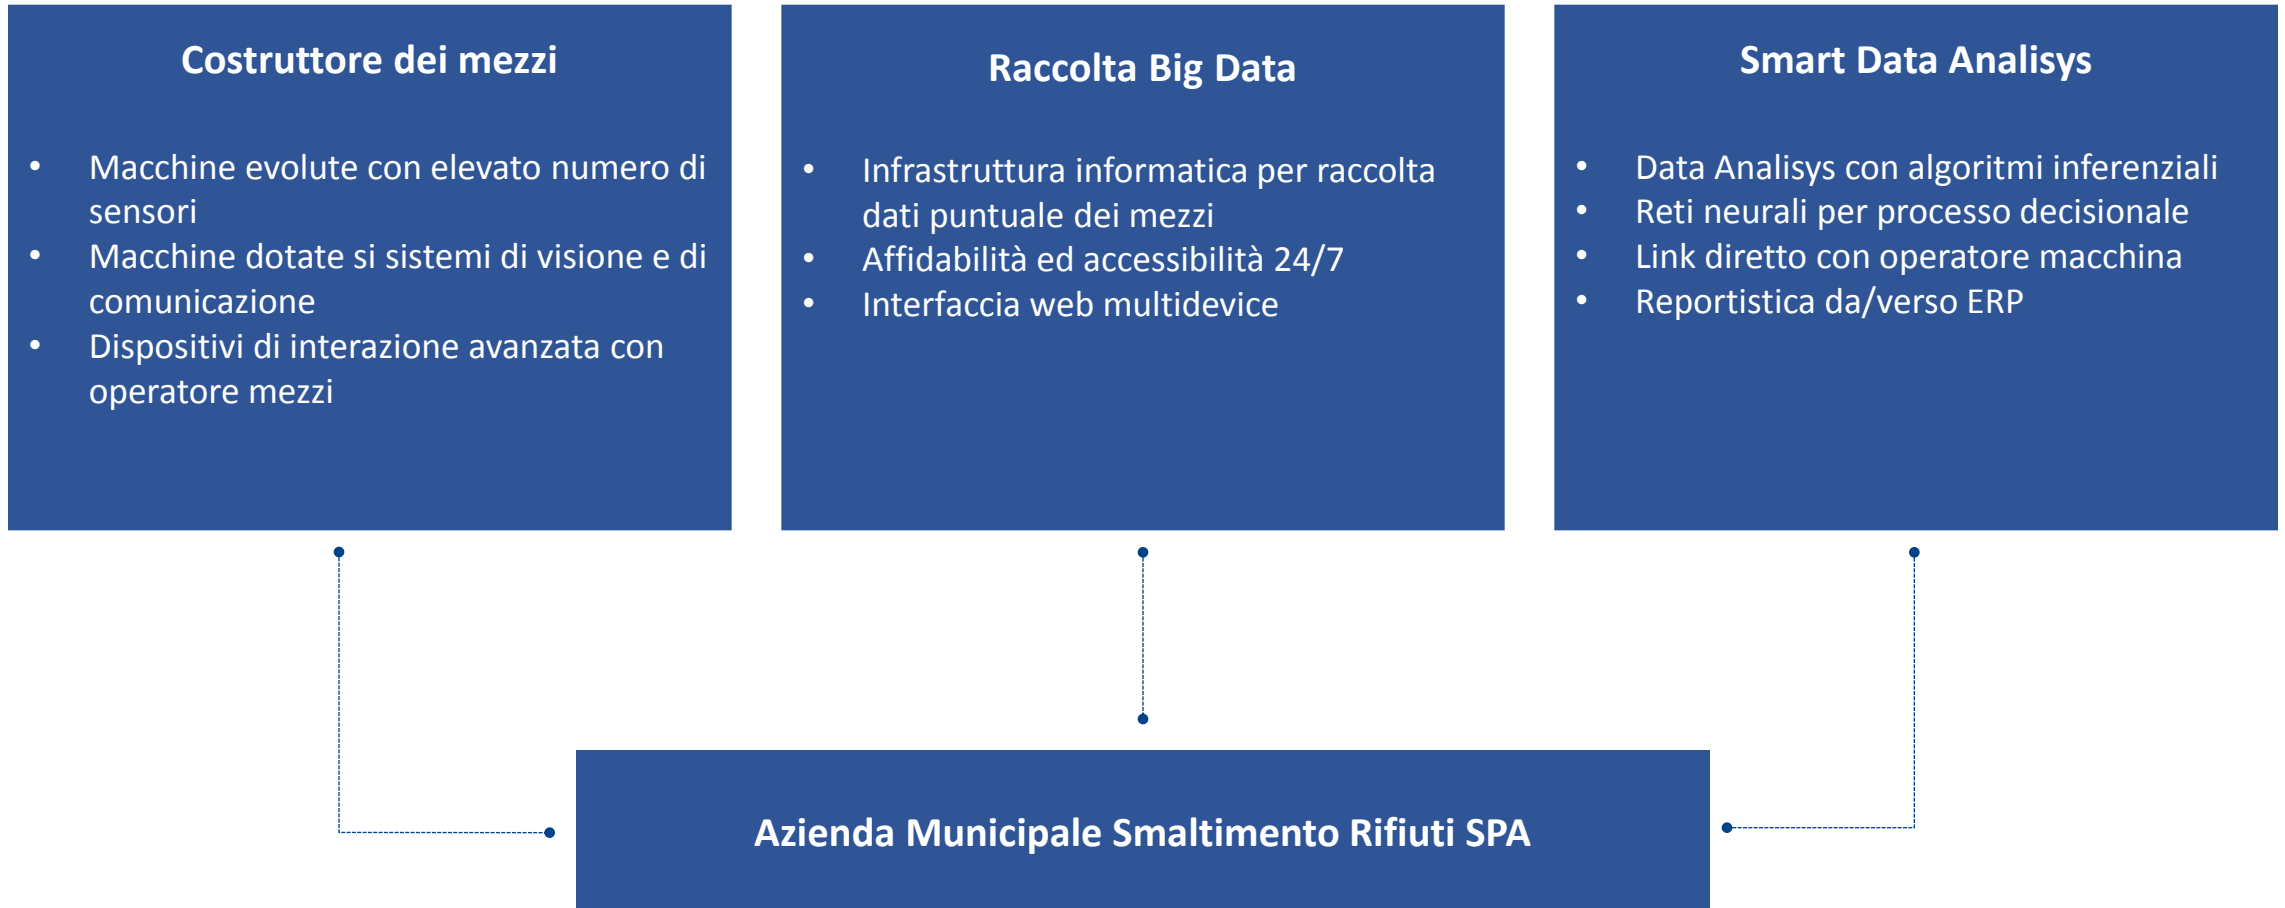 Costruttore dei mezzi
• Macchine evolute con elevato numero di
sensori
• Macchine dotate si sistemi di visione e di
comunicazione
• Dispositivi di interazione avanzata con
operatore mezzi
Raccolta Big Data
• Infrastruttura informatica per raccolta
dati puntuale dei mezzi
• Affidabilità ed accessibilità 24/7
• Interfaccia web multidevice
Smart Data Analisys
• Data Analisys con algoritmi inferenziali
• Reti neurali per processo decisionale
• Link diretto con operatore macchina
• Reportistica da/verso ERP
Azienda Municipale Smaltimento Rifiuti SPA